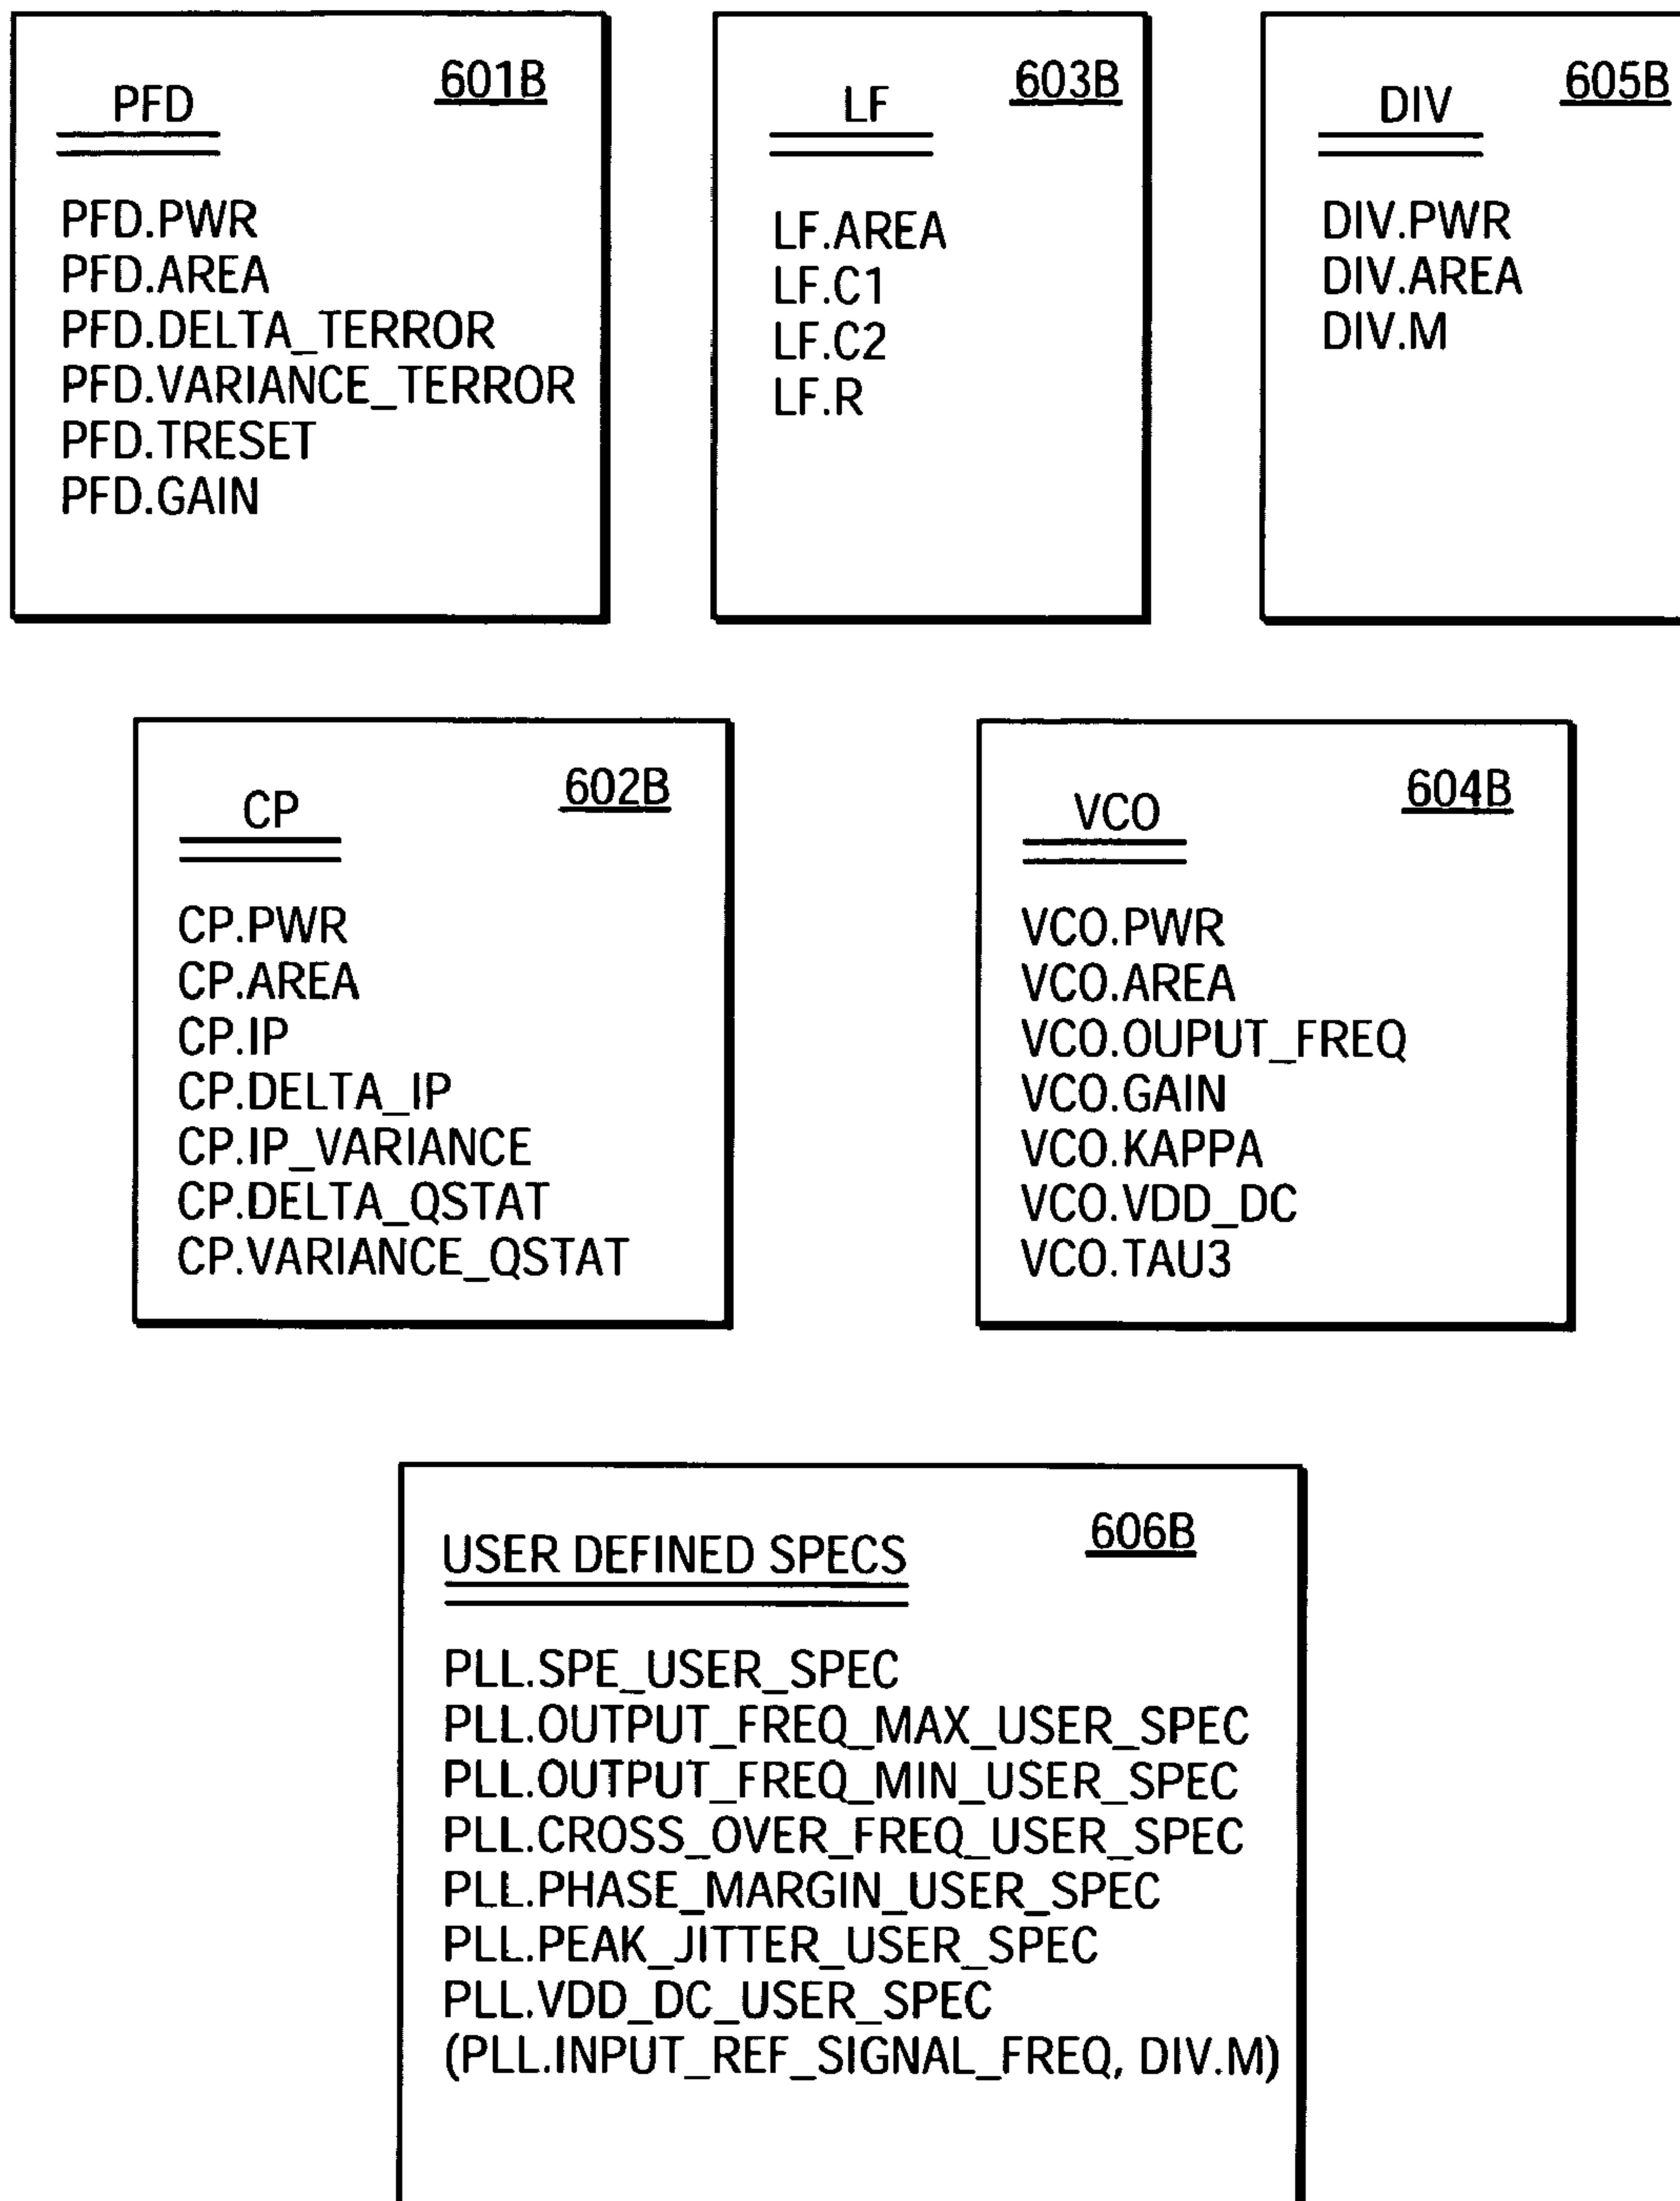 PFD 601B
PFD.PWR
PFD.AREA
PFD.DELTA_TERROR
PFD.VARIANCE_TERROR
PFD.TRESET
PFD.GAIN
LF 603B
LF.AREA
LF.C1
LF.C2
LF.R
DIV 605B
DIV.PWR
DIV.AREA
DIV.M
CP 602B
CP.PWR
CP.AREA
CP.IP
CP.DELTA_IP
CP.IP_VARIANCE
CP.DELTA_QSTAT
CP.VARIANCE_QSTAT
VCO 604B
VCO.PWR
VCO.AREA
VCO.OUPUT_FREQ
VCO.GAIN
VCO.KAPPA
VCO.VDD_DC
VCO.TAU3
USER DEFINED SPECS 606B
PLL.SPE_USER_SPEC
PLL.OUTPUT_FREQ_MAX_USER_SPEC
PLL.OUTPUT_FREQ_MIN_USER_SPEC
PLL.CROSS_OVER_FREQ_USER_SPEC
PLL.PHASE_MARGIN_USER_SPEC
PLL.PEAK_JITTER_USER_SPEC
PLL.VDD_DC_USER_SPEC
(PLL.INPUT_REF_SIGNAL_FREQ, DIV.M)